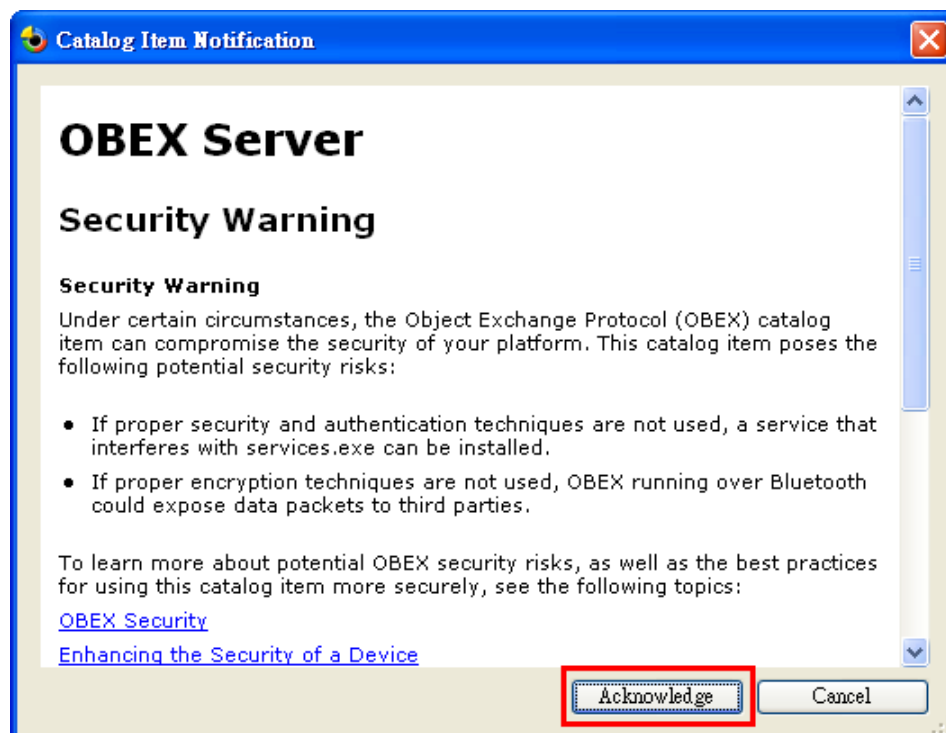 Catalog Item Notification
OBEX Server
Security Warning
Security Warning
Under certain circumstances, the Object Exchange Protocol (OBEX) catalog
item can compromise the security of your platform. This catalog item poses the
following potential security risks:
● If proper security and authentication techniques are not used, a service that
interferes with services.exe can be installed.
● If proper encryption techniques are not used, OBEX running over Bluetooth
could expose data packets to third parties.
To learn more about potential OBEX security risks, as well as the best practices
for using this catalog item more securely, see the following topics:
OBEX Security
Enhancing the Security of a Device
Acknowledge Cancel